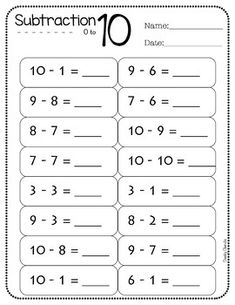 Subtraction
0 to 10
Name:
Date:
10 - 1 = ____ 9 - 6 = ____
9 - 8 = ____ 7 - 6 = ____
8 - 7 = ____ 10 - 9 = ____
7 - 7 = ____ 10 - 10 = ____
3 - 3 = ____ 3 - 1 = ____
9 - 3 = ____ 8 - 2 = ____
10 - 8 = ____ 9 - 7 = ____
10 - 1 = ____ 6 - 1 = ____